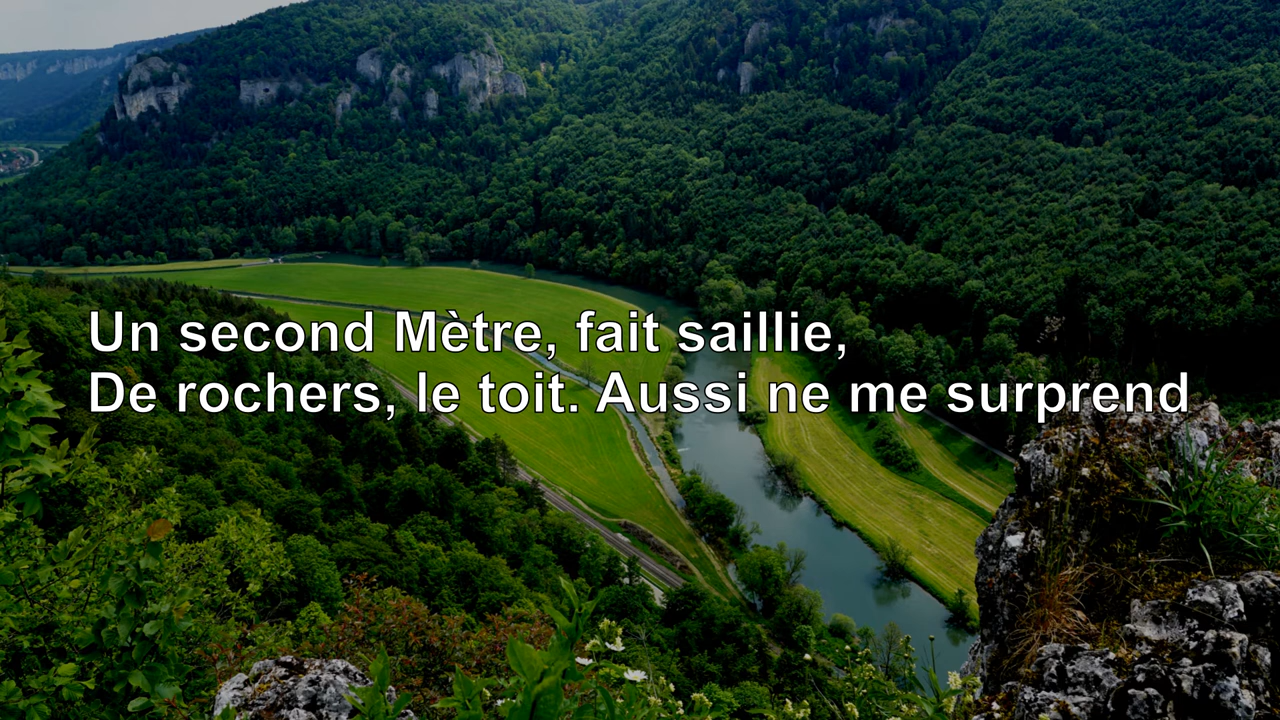 Un second Mètre, fait saillie,
De rochers, le toit. Aussi ne me surprend